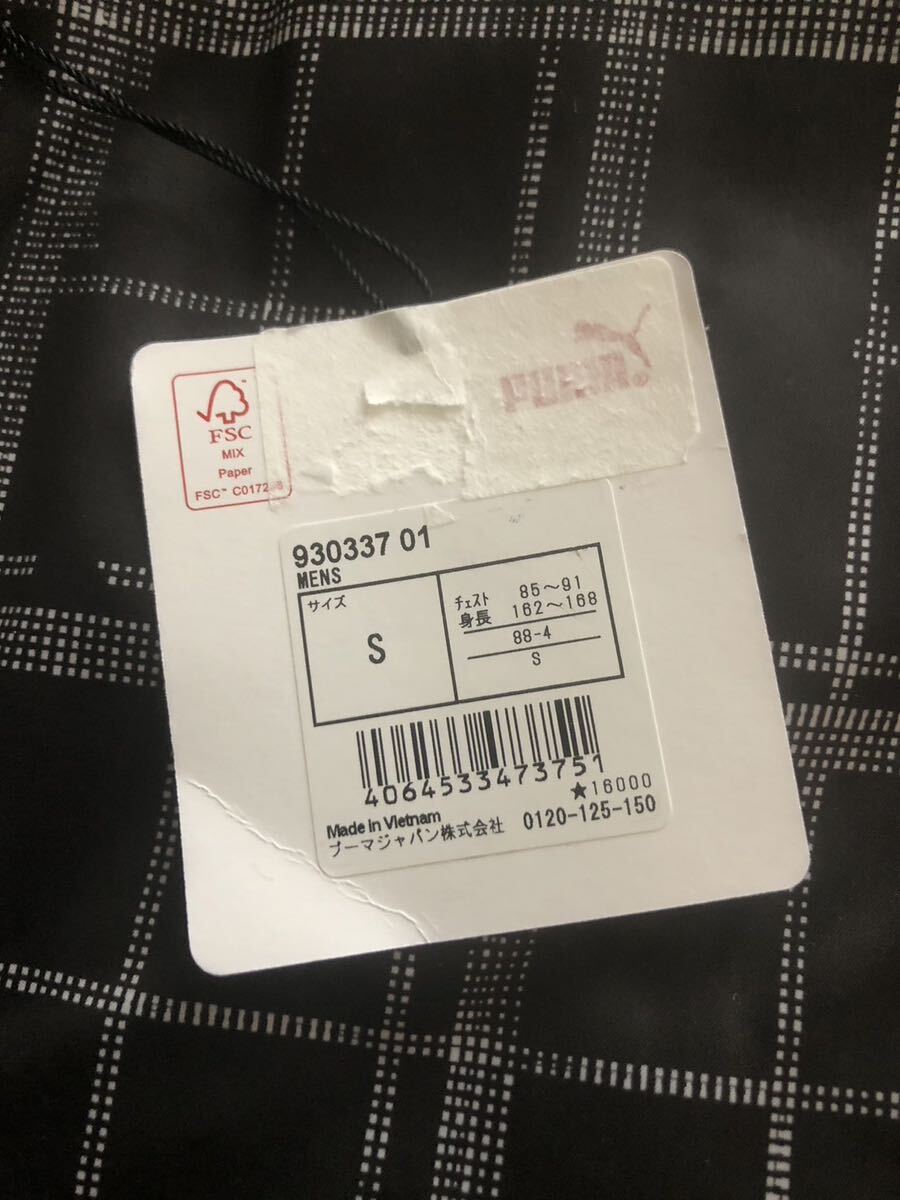 PUMA
FSC
MIX
Paper
FSC™ C0172
930337 01
MENS
サイズ
S
チェスト 85～91
身長 162～168
88-4
S
4064533473751
★16000
Made in Vietnam
プーマジャパン株式会社 0120-125-150